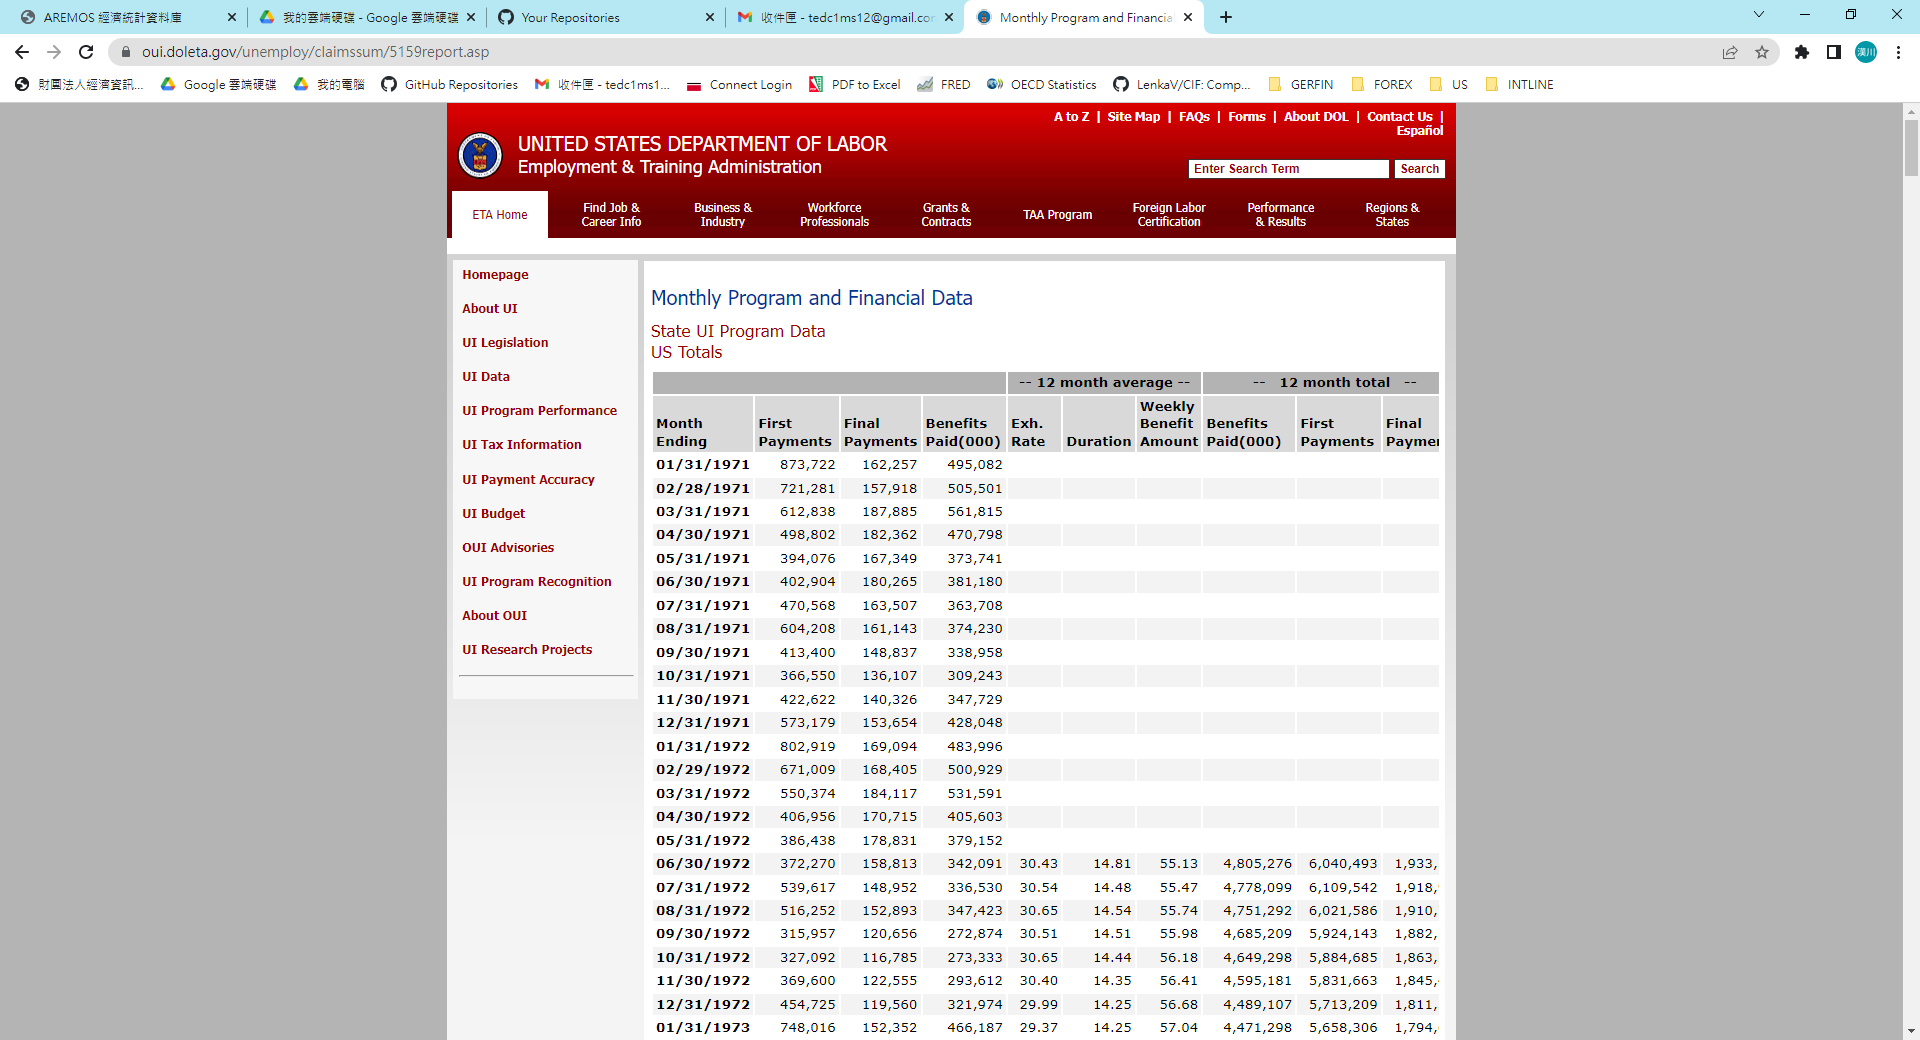 AREMOS 經濟統計資料庫
我的雲端硬碟 - Google 雲端硬碟
Your Repositories
收件匣 - tedc1ms12@gmail.co
Monthly Program and Financia
oui.doleta.gov/unemploy/claimssum/5159report.asp
漢川
財團法人經濟資訊...
Google 雲端硬碟
我的電腦
GitHub Repositories
收件匣 - tedc1ms1...
Connect Login
PDF to Excel
FRED
OECD Statistics
LenkaV/CIF: Comp...
GERFIN
FOREX
US
INTLINE
A to Z | Site Map | FAQs | Forms | About DOL | Contact Us |
Español
UNITED STATES DEPARTMENT OF LABOR
Employment & Training Administration
Enter Search Term Search
ETA Home
Find Job &
Career Info
Business &
Industry
Workforce
Professionals
Grants &
Contracts
TAA Program
Foreign Labor
Certification
Performance
& Results
Regions &
States
Homepage
About UI
UI Legislation
UI Data
UI Program Performance
UI Tax Information
UI Payment Accuracy
UI Budget
OUI Advisories
UI Program Recognition
About OUI
UI Research Projects
Monthly Program and Financial Data
State UI Program Data
US Totals
-- 12 month average -- -- 12 month total --
Month Ending First Payments Final Payments Benefits Paid(000) Exh. Rate Duration Weekly Benefit Amount Benefits Paid(000) First Payments Final Paymen
01/31/1971 873,722 162,257 495,082
02/28/1971 721,281 157,918 505,501
03/31/1971 612,838 187,885 561,815
04/30/1971 498,802 182,362 470,798
05/31/1971 394,076 167,349 373,741
06/30/1971 402,904 180,265 381,180
07/31/1971 470,568 163,507 363,708
08/31/1971 604,208 161,143 374,230
09/30/1971 413,400 148,837 338,958
10/31/1971 366,550 136,107 309,243
11/30/1971 422,622 140,326 347,729
12/31/1971 573,179 153,654 428,048
01/31/1972 802,919 169,094 483,996
02/29/1972 671,009 168,405 500,929
03/31/1972 550,374 184,117 531,591
04/30/1972 406,956 170,715 405,603
05/31/1972 386,438 178,831 379,152
06/30/1972 372,270 158,813 342,091 30.43 14.81 55.13 4,805,276 6,040,493 1,933,
07/31/1972 539,617 148,952 336,530 30.54 14.48 55.47 4,778,099 6,109,542 1,918,
08/31/1972 516,252 152,893 347,423 30.65 14.54 55.74 4,751,292 6,021,586 1,910,
09/30/1972 315,957 120,656 272,874 30.51 14.51 55.98 4,685,209 5,924,143 1,882,
10/31/1972 327,092 116,785 273,333 30.65 14.44 56.18 4,649,298 5,884,685 1,863,
11/30/1972 369,600 122,555 293,612 30.40 14.35 56.41 4,595,181 5,831,663 1,845,
12/31/1972 454,725 119,560 321,974 29.99 14.25 56.68 4,489,107 5,713,209 1,811,
01/31/1973 748,016 152,352 466,187 29.37 14.25 57.04 4,471,298 5,658,306 1,794,